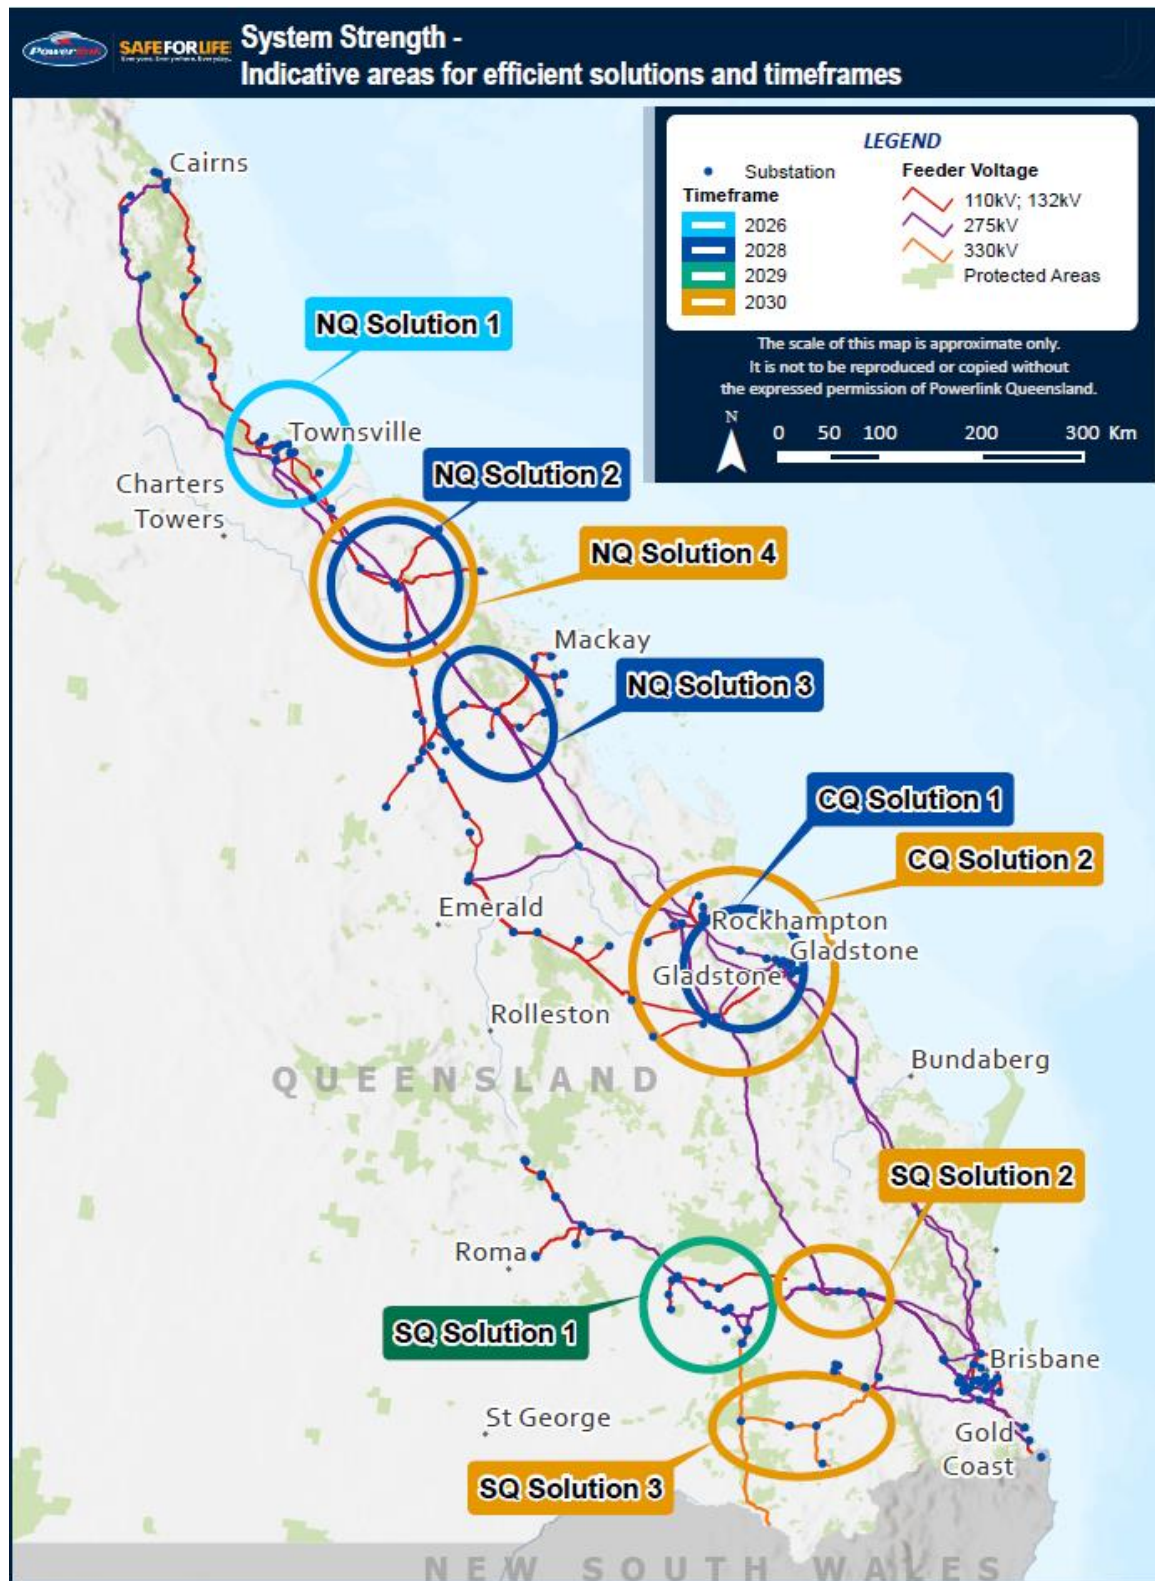 Powerlink
SAFEFORLIFE
Everyone. Everywhere. Everyday.
System Strength -
Indicative areas for efficient solutions and timeframes
LEGEND
Substation
Timeframe
2026
2028
2029
2030
Feeder Voltage
110kV; 132kV
275kV
330kV
Protected Areas
The scale of this map is approximate only.
It is not to be reproduced or copied without
the expressed permission of Powerlink Queensland.
N
0 50 100 200 300 Km
Cairns
NQ Solution 1
Townsville
NQ Solution 2
Charters
Towers
NQ Solution 4
Mackay
NQ Solution 3
CQ Solution 1
CQ Solution 2
Emerald
Rockhampton
Gladstone
Gladstone
Rolleston
Bundaberg
QUEENSLAND
SQ Solution 2
Roma
SQ Solution 1
Brisbane
St George
Gold
Coast
SQ Solution 3
NEW SOUTH WALES